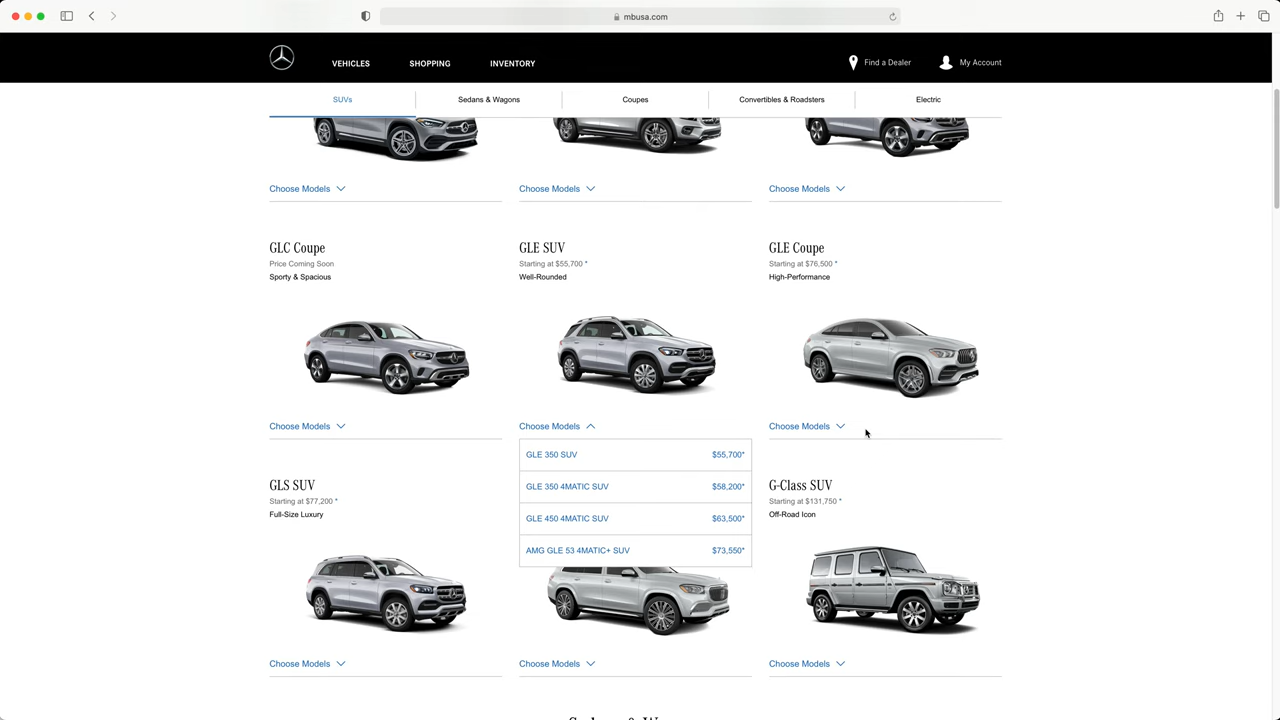 mbusa.com
VEHICLES SHOPPING INVENTORY Find a Dealer My Account
SUVs Sedans & Wagons Coupes Convertibles & Roadsters Electric
Choose Models Choose Models Choose Models
GLC Coupe GLE SUV GLE Coupe
Price Coming Soon Starting at $55,700 * Starting at $76,500 *
Sporty & Spacious Well-Rounded High-Performance
Choose Models Choose Models Choose Models
GLE 350 SUV $55,700*
GLS SUV GLE 350 4MATIC SUV $58,200* G-Class SUV
Starting at $77,200 * Starting at $131,750 *
Full-Size Luxury GLE 450 4MATIC SUV $63,500* Off-Road Icon
AMG GLE 53 4MATIC+ SUV $73,550*
Choose Models Choose Models Choose Models